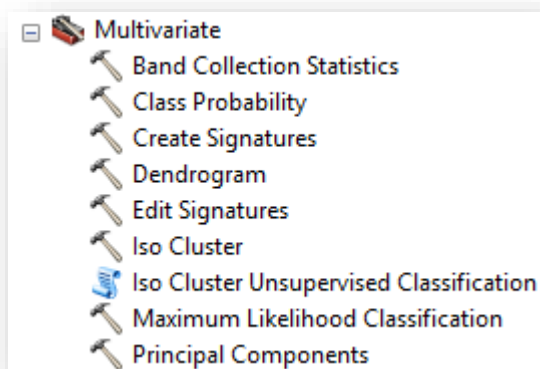 Multivariate
Band Collection Statistics
Class Probability
Create Signatures
Dendrogram
Edit Signatures
Iso Cluster
Iso Cluster Unsupervised Classification
Maximum Likelihood Classification
Principal Components